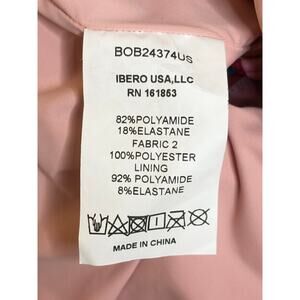 BOB24374US
IBERO USA,LLC
RN 161853
82%POLYAMIDE
18%ELASTANE
FABRIC 2
100%POLYESTER
LINING
92% POLYAMIDE
8%ELASTANE
MADE IN CHINA